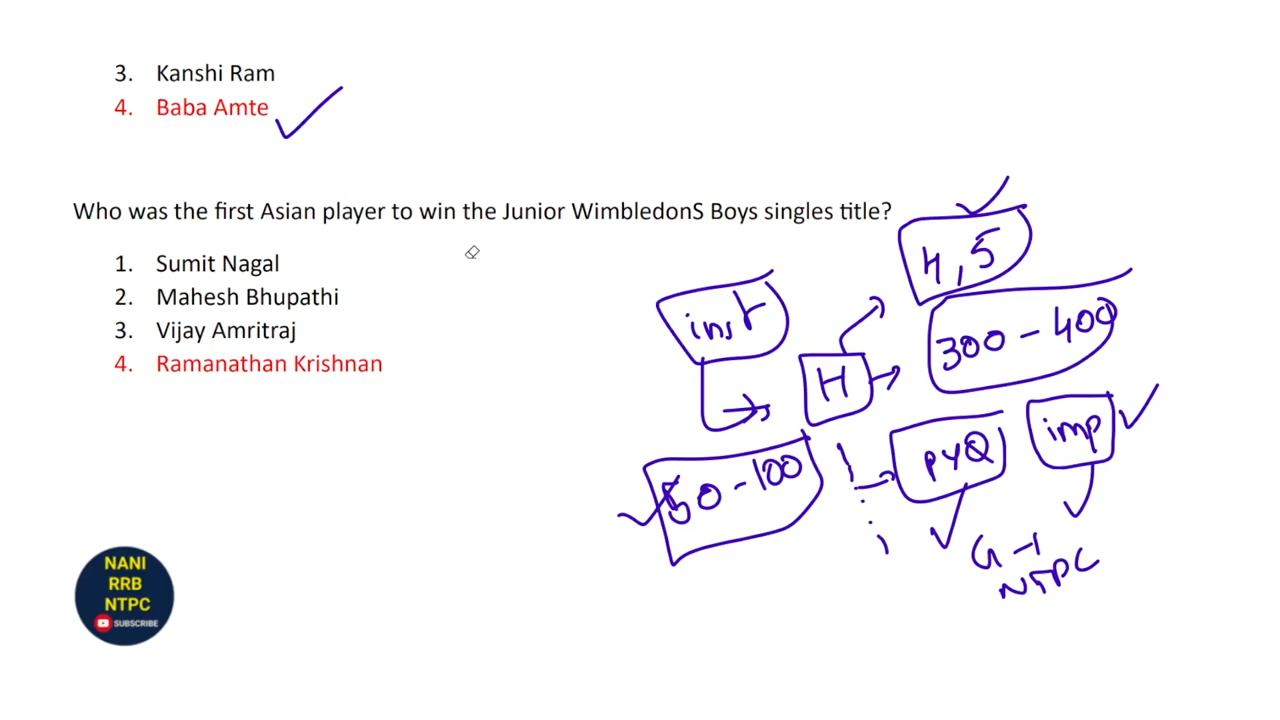 3. Kanshi Ram
4. Baba Amte
Who was the first Asian player to win the Junior WimbledonS Boys singles title?
1. Sumit Nagal
2. Mahesh Bhupathi
3. Vijay Amritraj
4. Ramanathan Krishnan
4,5
inst
300-400
H
imp
PYQ
50-100
G-1
NTPC
NANI
RRB
NTPC
SUBSCRIBE